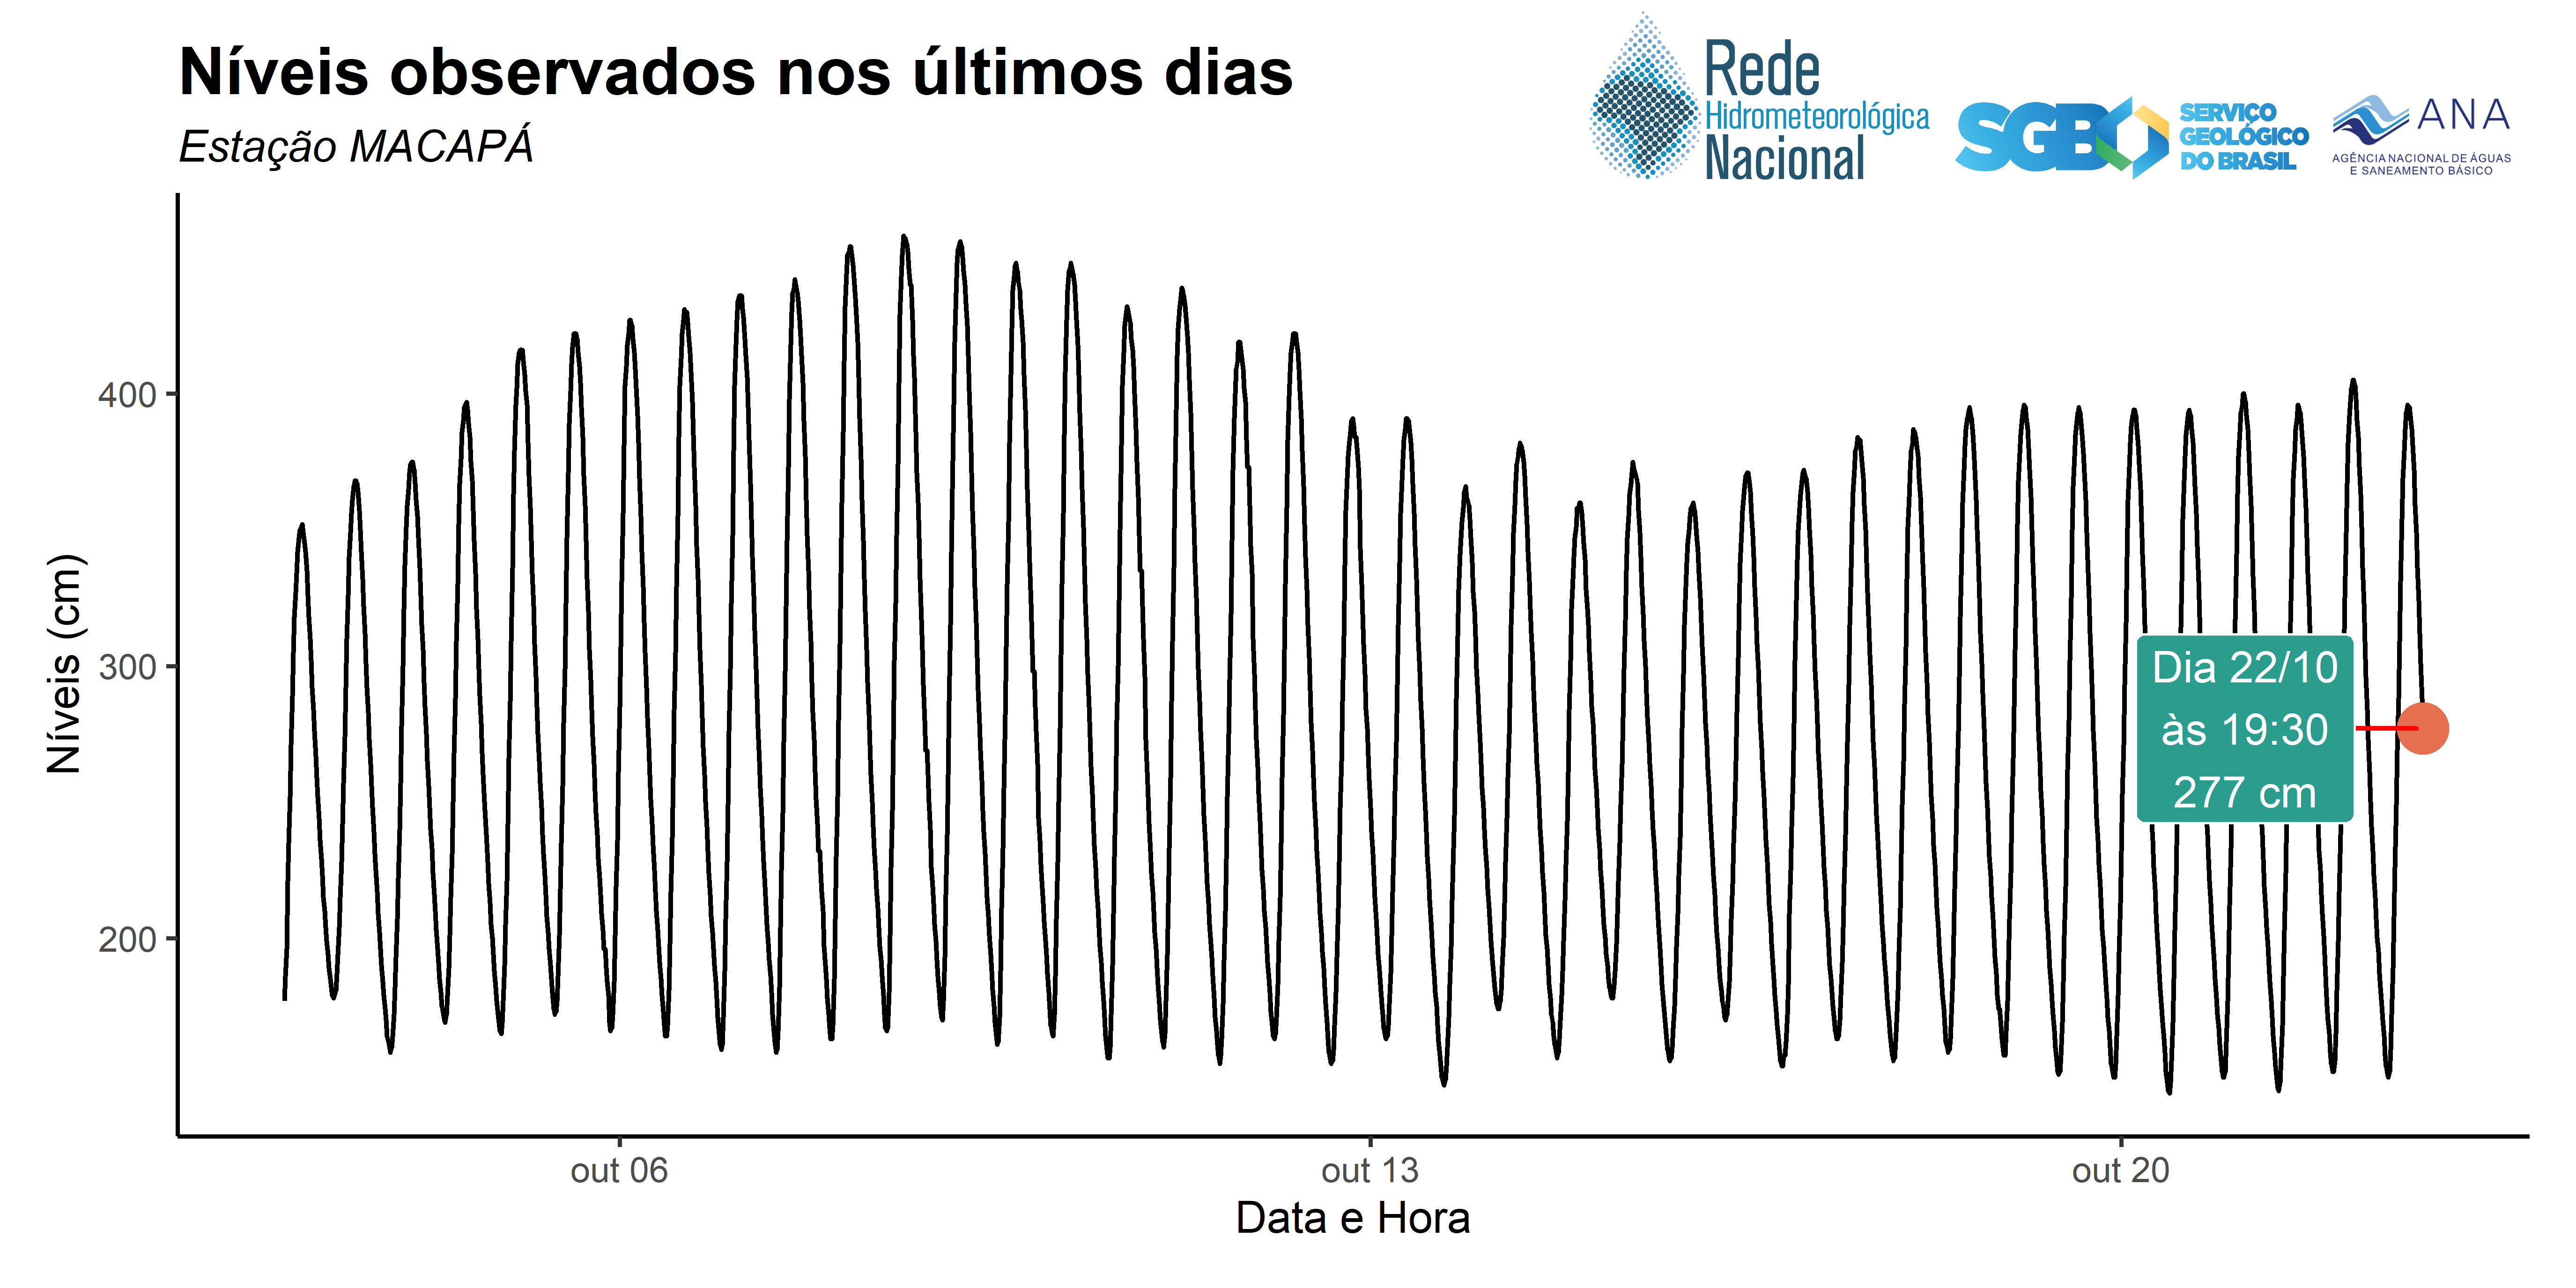 Níveis observados nos últimos dias
Estação MACAPÁ
Rede
Hidrometeorológica
Nacional
SGB
SERVIÇO
GEOLÓGICO
DO BRASIL
ANA
AGÊNCIA NACIONAL DE ÁGUAS
E SANEAMENTO BÁSICO
Níveis (cm)
400
300
200
Dia 22/10
às 19:30
277 cm
out 06
out 13
out 20
Data e Hora